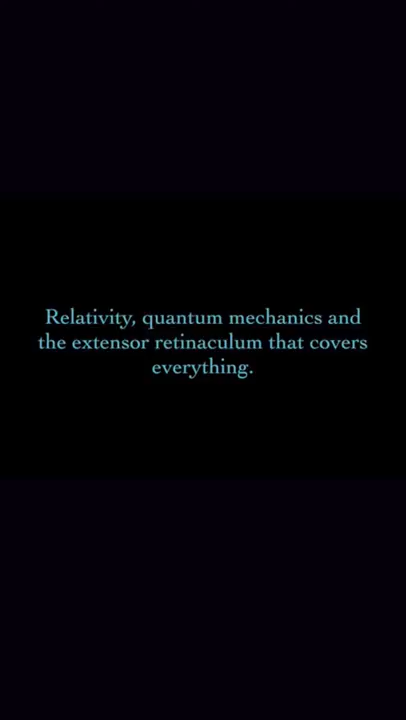 Relativity, quantum mechanics and
the extensor retinaculum that covers
everything.